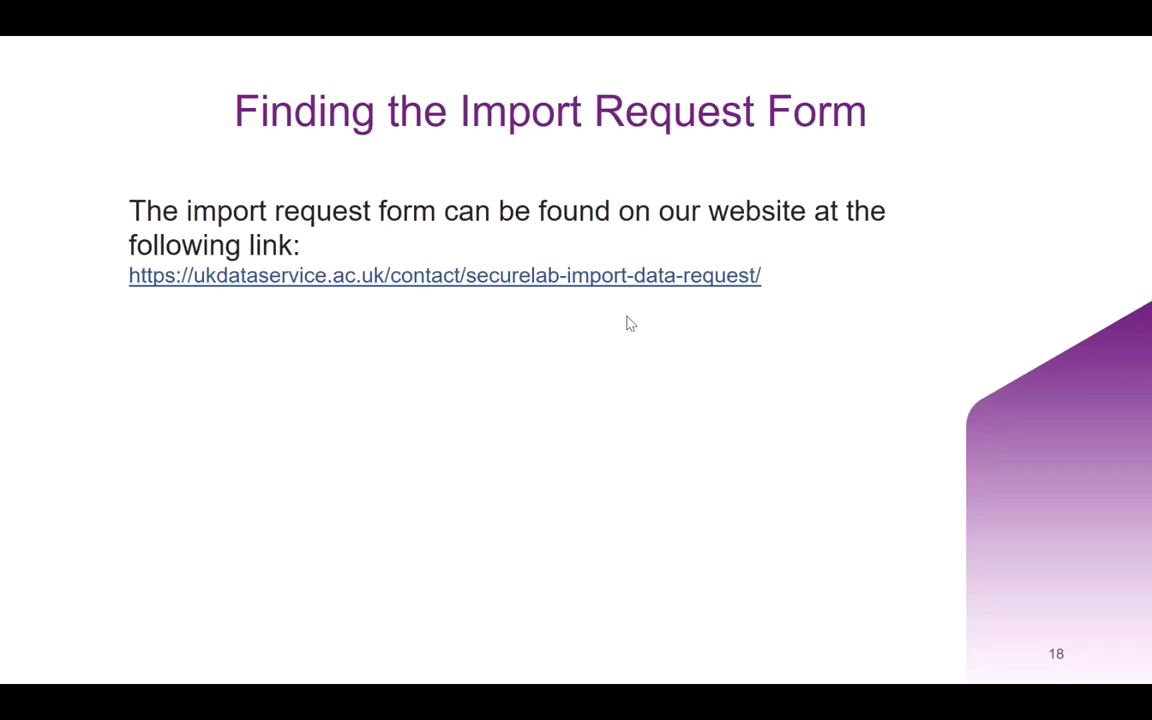 Finding the Import Request Form
The import request form can be found on our website at the
following link:
https://ukdataservice.ac.uk/contact/securelab-import-data-request/
18